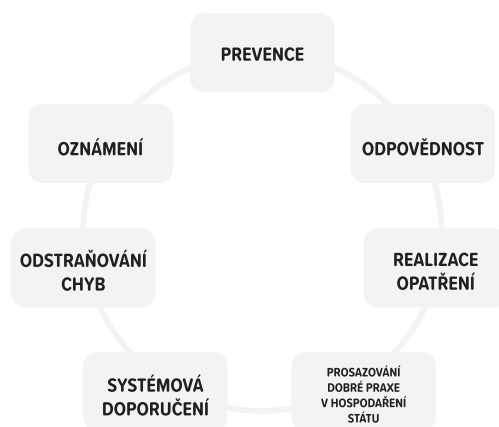 PREVENCE
OZNÁMENÍ
ODPOVĚDNOST
ODSTRAŇOVÁNÍ
CHYB
REALIZACE
OPATŘENÍ
SYSTÉMOVÁ
DOPORUČENÍ
PROSAZOVÁNÍ
DOBRÉ PRAXE
V HOSPODAŘENÍ
STÁTU